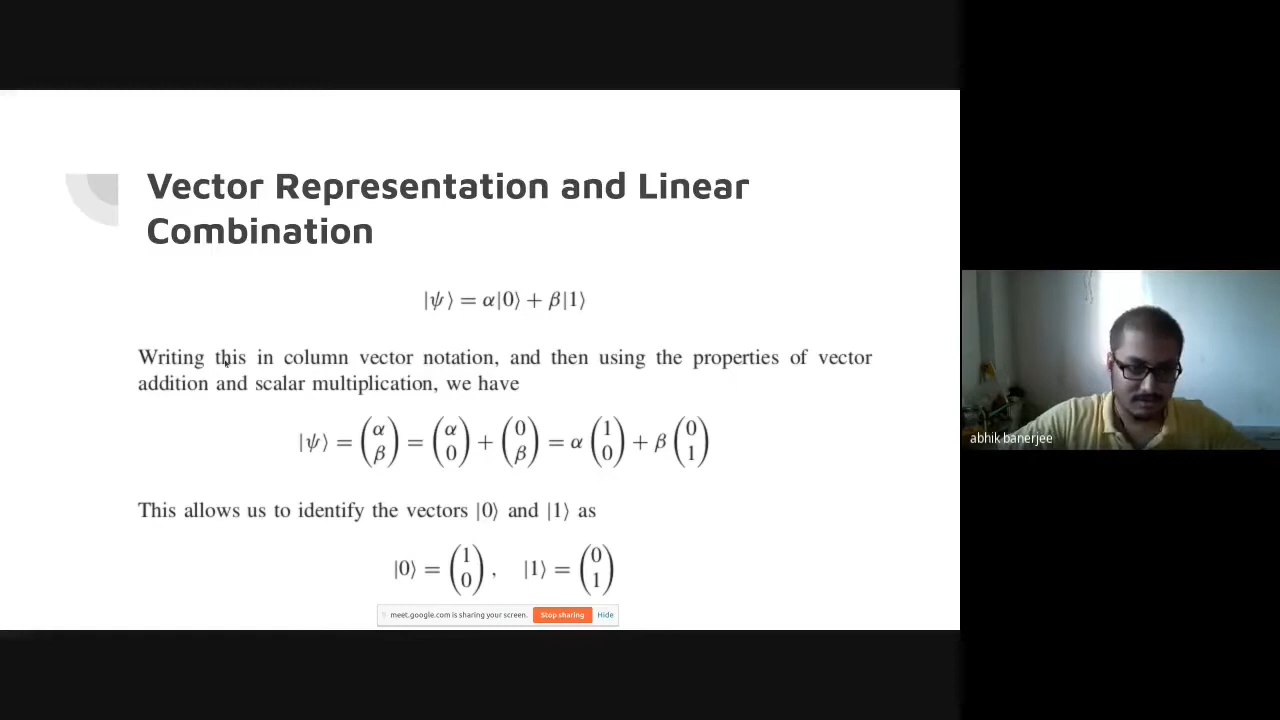 Vector Representation and Linear
Combination
|ψ⟩ = α|0⟩ + β|1⟩
Writing this in column vector notation, and then using the properties of vector
addition and scalar multiplication, we have
|ψ⟩ = (α β) = (α 0) + (0 β) = α (1 0) + β (0 1)
This allows us to identify the vectors |0⟩ and |1⟩ as
|0⟩ = (1 0), |1⟩ = (0 1)
meet.google.com is sharing your screen. Stop sharing Hide
abhik banerjee